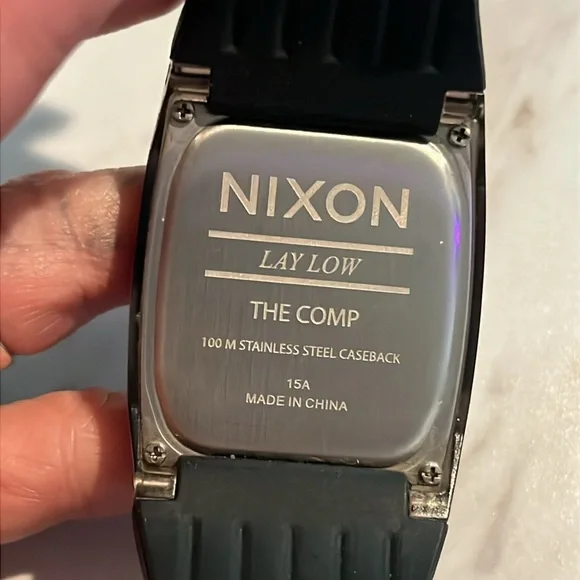 NIXON
LAY LOW
THE COMP
100 M STAINLESS STEEL CASEBACK
15A
MADE IN CHINA